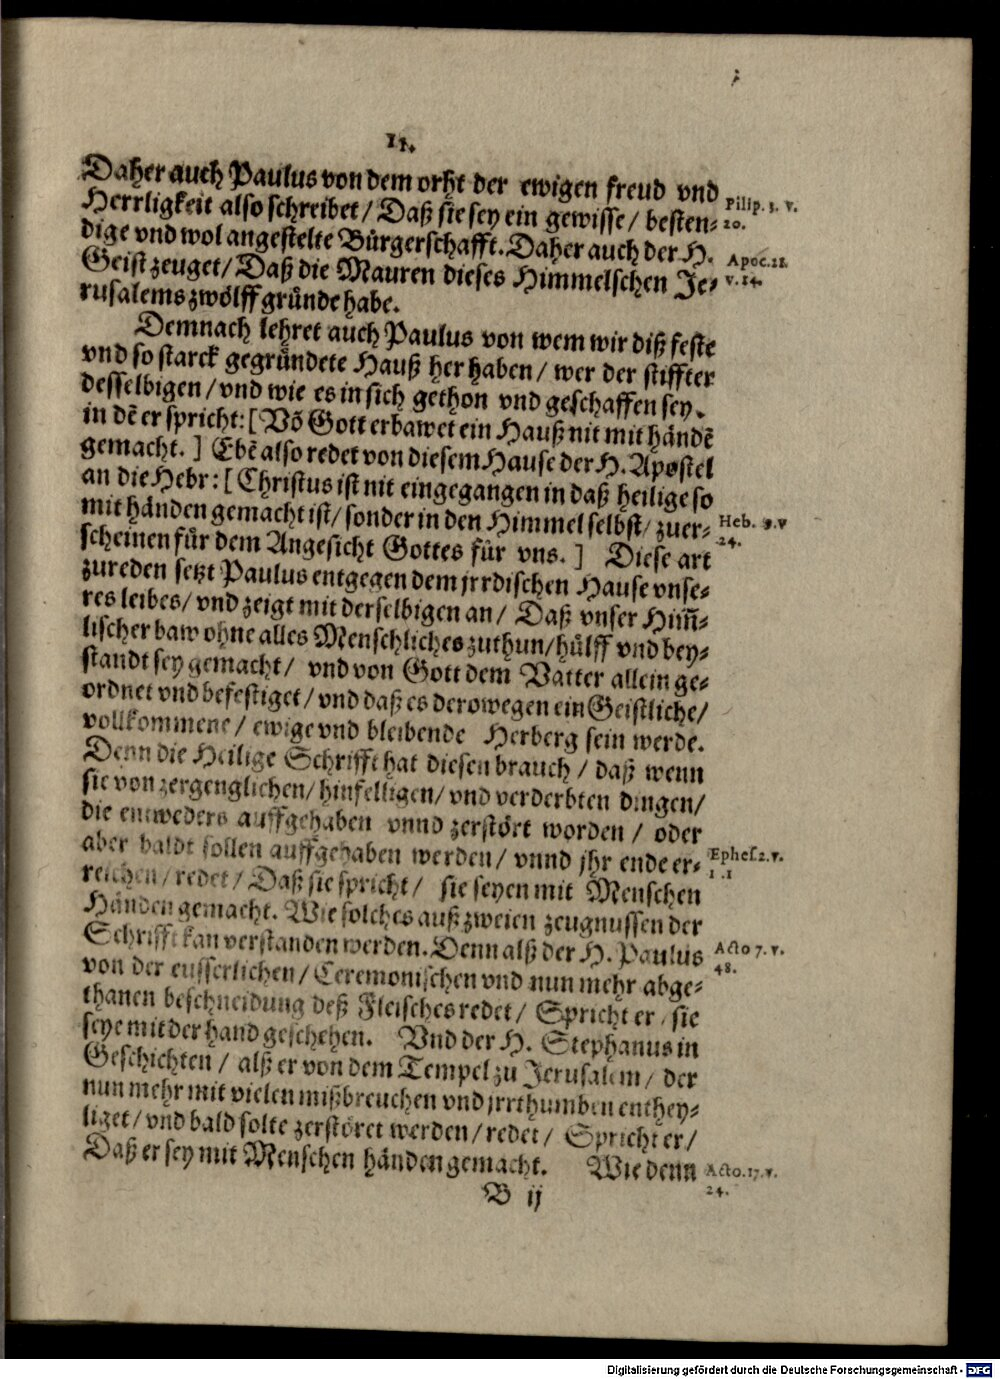 11.
Daher auch Paulus von dem orht der ewigen freud vnd
Herrligkeit also schreibet / Daß sie sey ein gewisse / besten=
Pilip. 3. v.
20.
dige vnd wol angestelte Bürgerschafft. Daher auch der H.
Geist zeuget / Daß die Mauren dieses Himmelschen Je=
Apoc. 21.
v. 14.
rusalems zwölff gründe habe.
Demnach lehret auch Paulus von wem wir diß feste
vnd so starck gegründete Hauß her haben / wer der stiffter
desselbigen / vnd wie es in sich gethon vnd geschaffen sey.
in dē er spricht: [Vō Gott erbawet ein Hauß nit mit händē
gemacht.] Ebē also redet von diesem Hause der H. Apostel
an die Hebr: [Christus ist nit eingegangen in daß heilige so
mit händen gemacht ist / sonder in den Himmel selbst / zuer=
Heb. 9. v
24.
scheinen für dem Angesicht Gottes für vns.] Diese art
zureden setzt Paulus entgegen dem jrrdischen Hause vnse=
res leibes / vnd zeigt mit derselbigen an / Daß vnser Him̃=
lischer baw ohne alles Menschliches zuthun / hülff vnd bey=
standt sey gemacht / vnd von Gott dem Vatter allein ge=
ordnet vnd befestiget / vnd daß es derowegen ein Geistliche /
vollkommene / ewige vnd bleibende Herberg sein werde.
Denn die Heilige Schrifft hat diesen brauch / daß wenn
sie von zergenglichen / hinfelligen / vnd verderbten dingen /
die entweders auffgehaben vnnd zerstört worden / oder
aber baldt sollen auffgehaben werden / vnnd jhr ende er=
Ephes. 2. v.
11
reichen / redet / Daß sie spricht / sie seyen mit Menschen
Händen gemacht. Wie solches auß zweien zeugnussen der
Schrifft kan verstanden werden. Denn alß der H. Paulus
Acto 7. v.
48.
von der eusserlichen / Ceremonischen vnd nun mehr abge=
thanen beschneidung deß Fleisches redet / Spricht er / sie
seye mit der hand geschehen. Vnd der H. Stephanus in
Geschichten / alß er von dem Tempel zu Jerusalem / der
nun mehr mit vielen mißbreuchen vnd jrrthumben enthey=
liget / vnd bald solte zerstöret werden / redet / Spricht er /
Daß er sey mit Menschen händen gemacht. Wie denn
Acto. 17. v.
24.
B ij
Digitalisierung gefördert durch die Deutsche Forschungsgemeinschaft - DFG